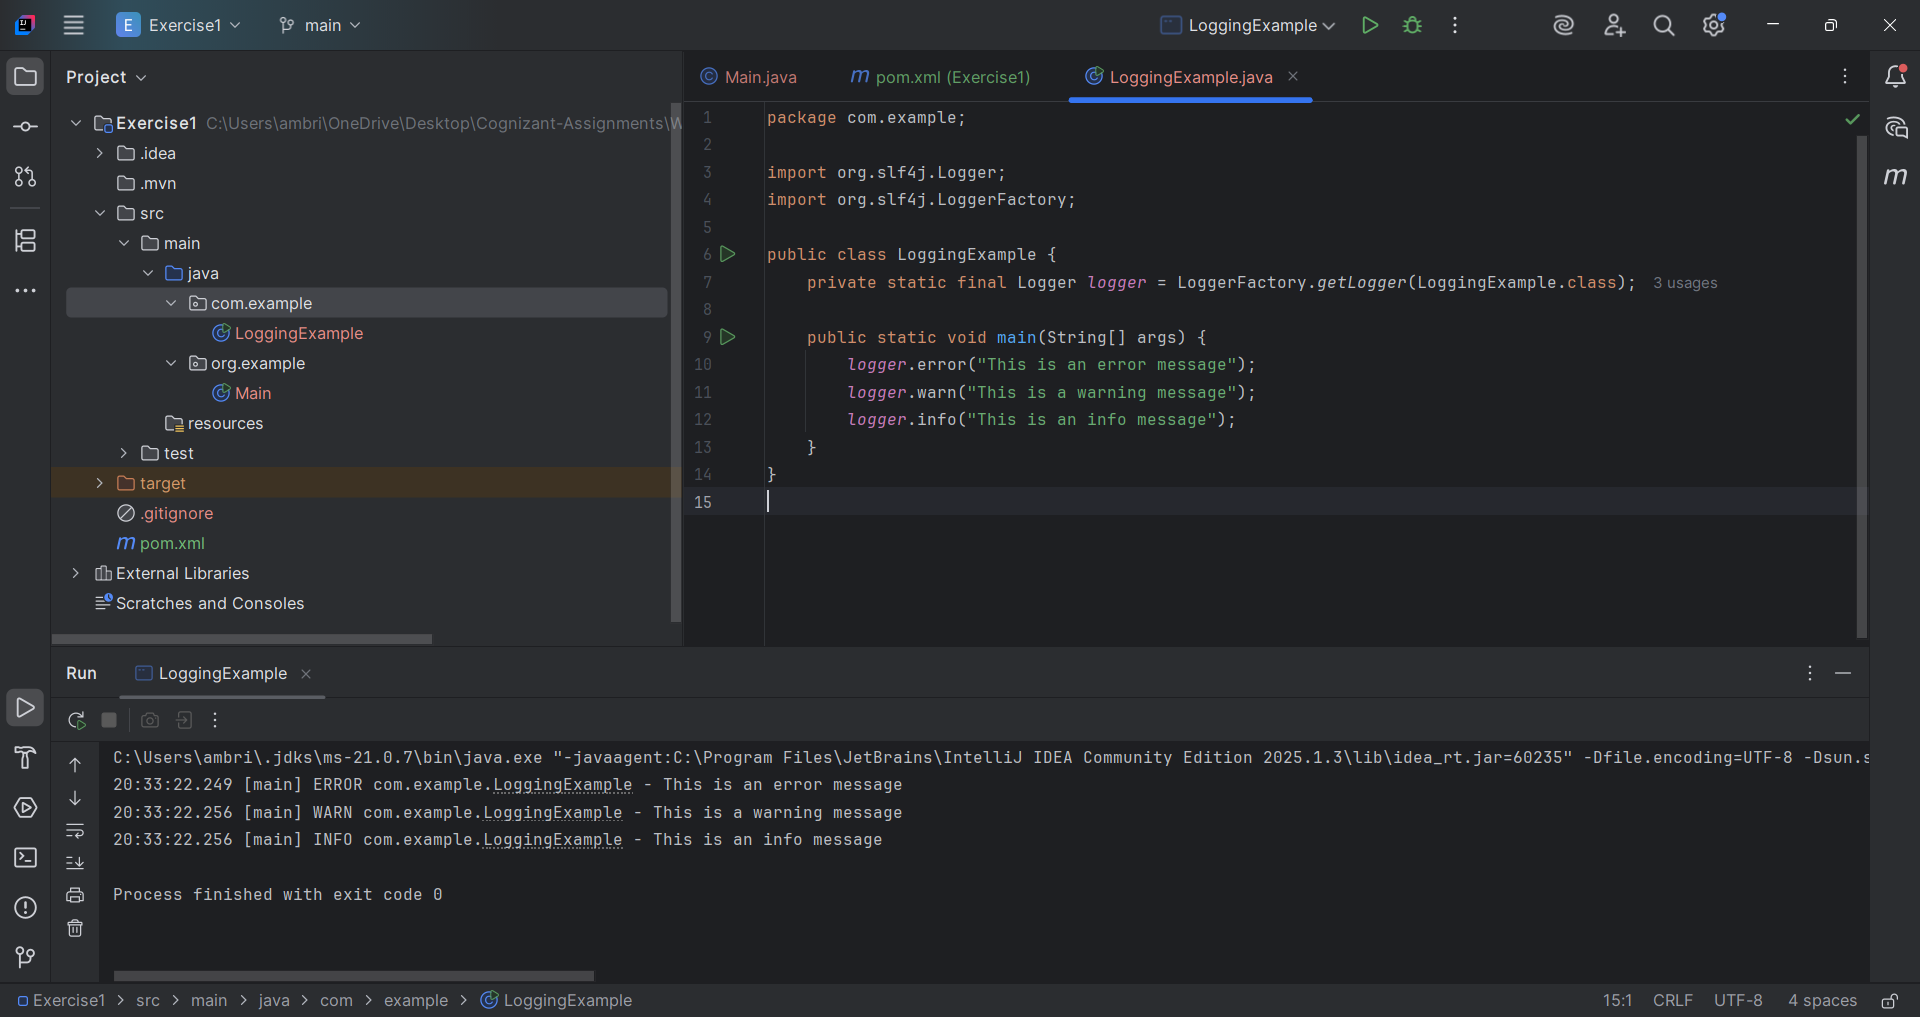 E Exercise1 main LoggingExample
Project
Main.java m pom.xml (Exercise1) LoggingExample.java
Exercise1 C:\Users\ambri\OneDrive\Desktop\Cognizant-Assignments\W
.idea
.mvn
src
main
java
com.example
LoggingExample
org.example
Main
resources
test
target
.gitignore
m pom.xml
External Libraries
Scratches and Consoles
1 package com.example;
2
3 import org.slf4j.Logger;
4 import org.slf4j.LoggerFactory;
5
6 public class LoggingExample {
7 private static final Logger logger = LoggerFactory.getLogger(LoggingExample.class); 3 usages
8
9 public static void main(String[] args) {
10 logger.error("This is an error message");
11 logger.warn("This is a warning message");
12 logger.info("This is an info message");
13 }
14 }
15
m
Run LoggingExample
C:\Users\ambri\.jdks\ms-21.0.7\bin\java.exe "-javaagent:C:\Program Files\JetBrains\IntelliJ IDEA Community Edition 2025.1.3\lib\idea_rt.jar=60235" -Dfile.encoding=UTF-8 -Dsun.s
20:33:22.249 [main] ERROR com.example.LoggingExample - This is an error message
20:33:22.256 [main] WARN com.example.LoggingExample - This is a warning message
20:33:22.256 [main] INFO com.example.LoggingExample - This is an info message
Process finished with exit code 0
Exercise1 > src > main > java > com > example > LoggingExample 15:1 CRLF UTF-8 4 spaces